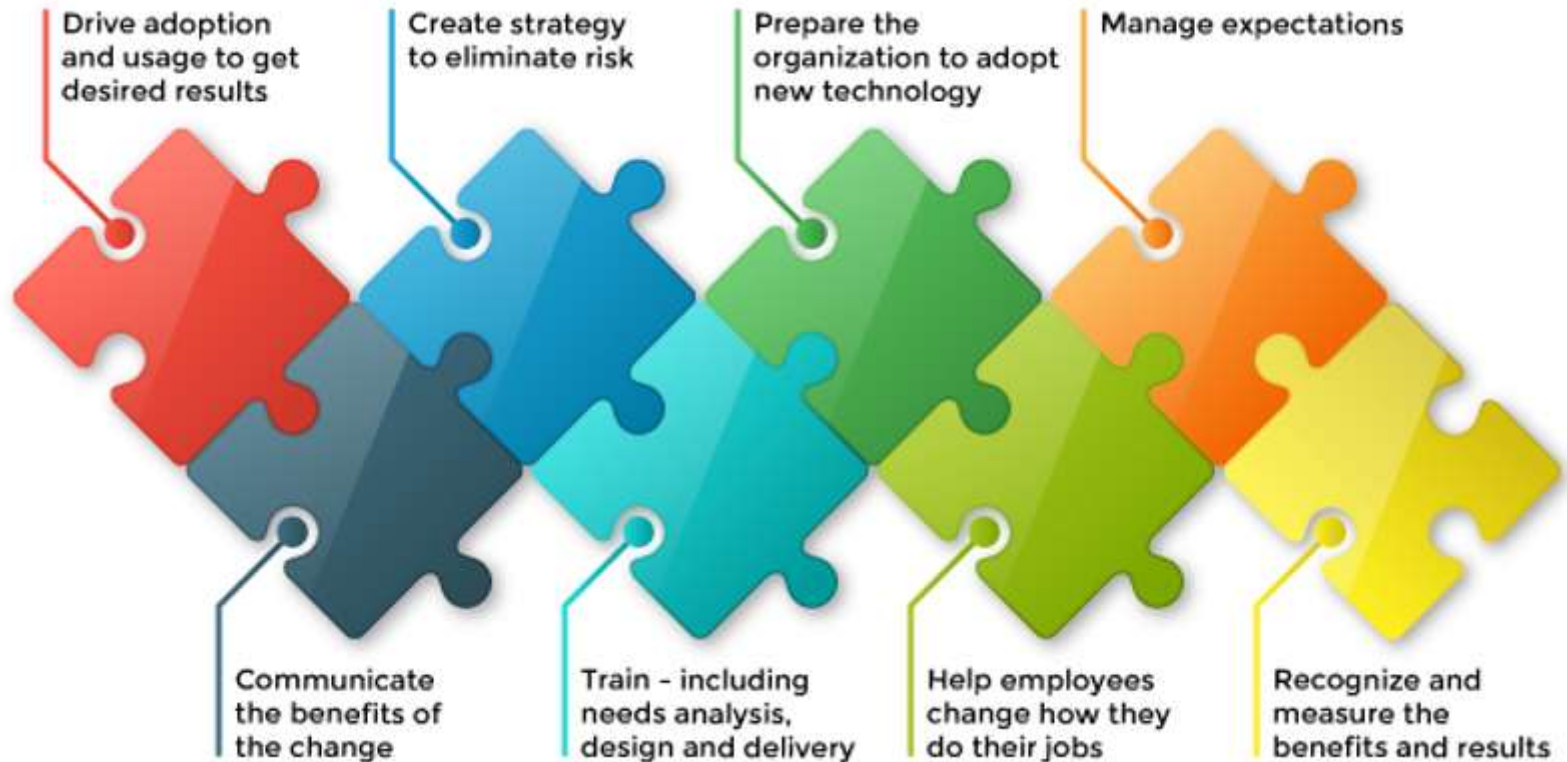 Drive adoption
and usage to get
desired results
Create strategy
to eliminate risk
Prepare the
organization to adopt
new technology
Manage expectations
Communicate
the benefits of
the change
Train – including
needs analysis,
design and delivery
Help employees
change how they
do their jobs
Recognize and
measure the
benefits and results